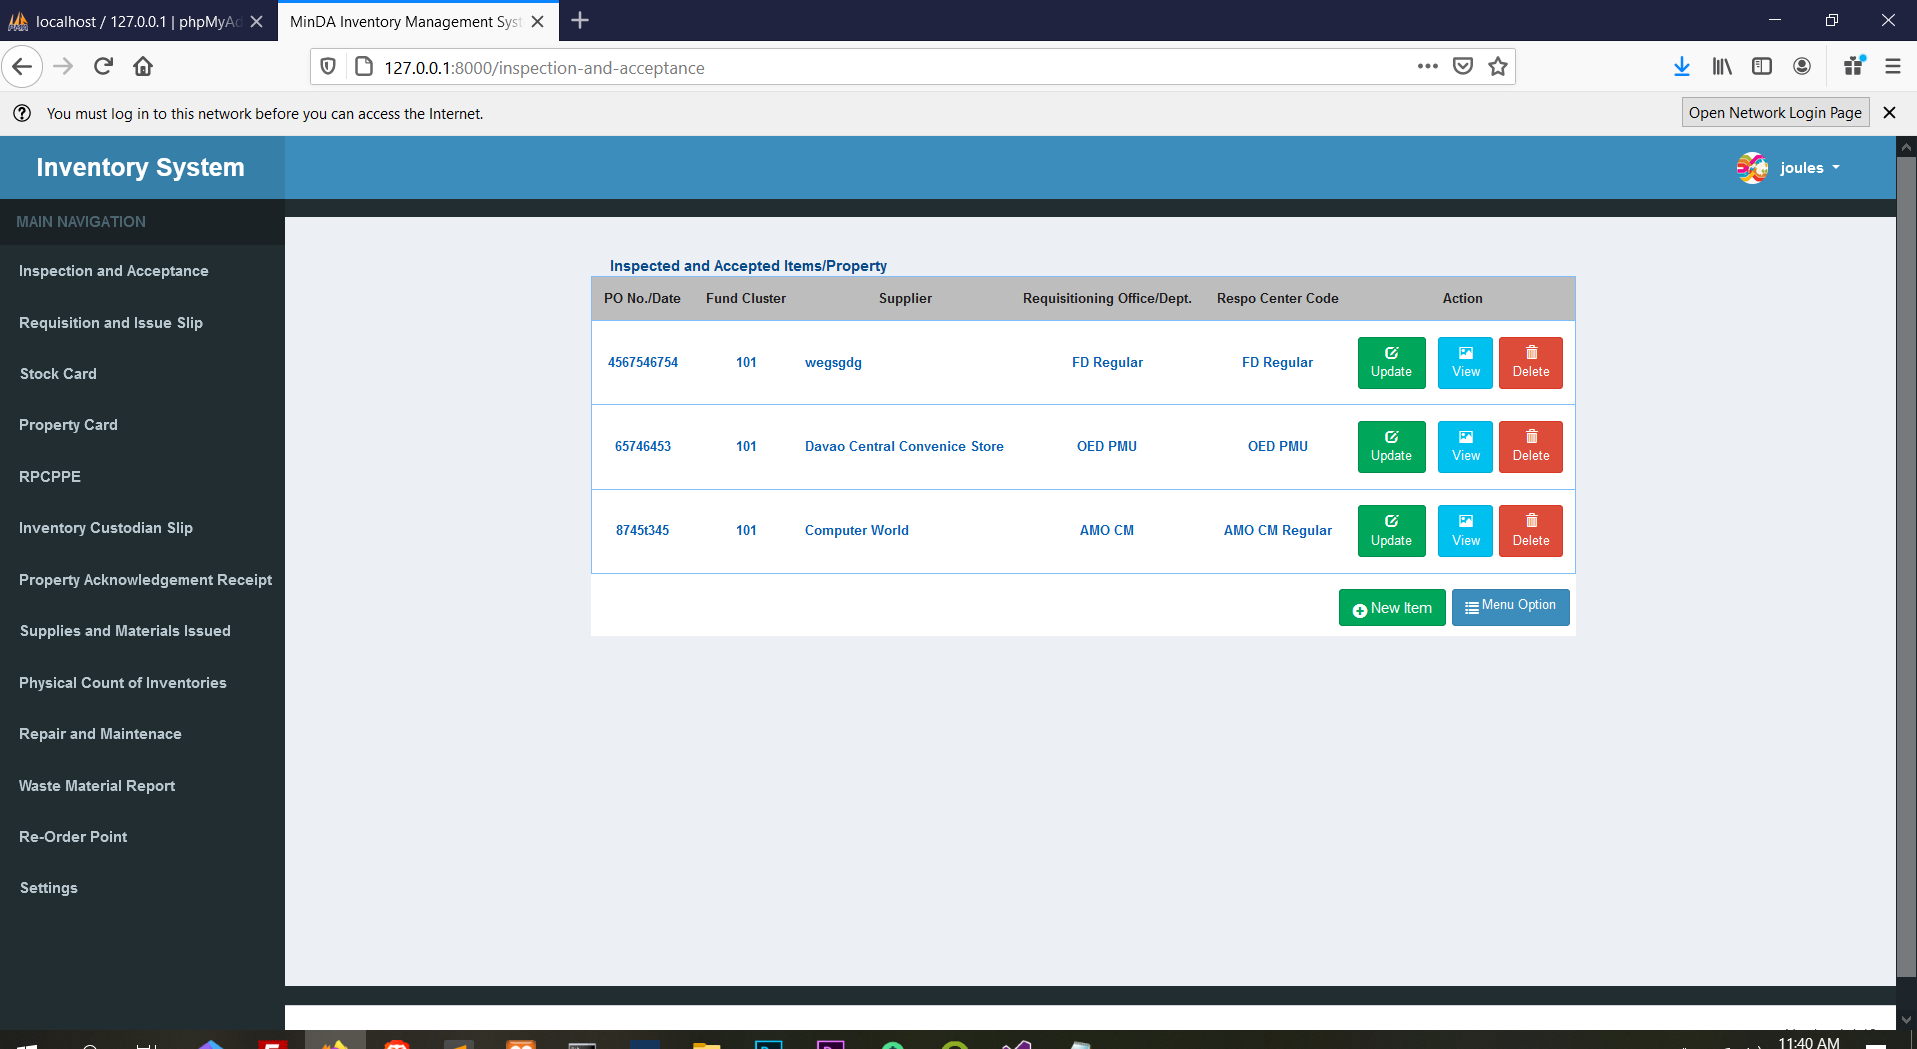 localhost / 127.0.0.1 | phpMyAd
MinDA Inventory Management Syst
127.0.0.1:8000/inspection-and-acceptance
You must log in to this network before you can access the Internet.
Open Network Login Page
Inventory System
joules
MAIN NAVIGATION
Inspection and Acceptance
Requisition and Issue Slip
Stock Card
Property Card
RPCPPE
Inventory Custodian Slip
Property Acknowledgement Receipt
Supplies and Materials Issued
Physical Count of Inventories
Repair and Maintenace
Waste Material Report
Re-Order Point
Settings
Inspected and Accepted Items/Property
PO No./Date Fund Cluster Supplier Requisitioning Office/Dept. Respo Center Code Action
4567546754 101 wegsgdg FD Regular FD Regular Update View Delete
65746453 101 Davao Central Convenice Store OED PMU OED PMU Update View Delete
8745t345 101 Computer World AMO CM AMO CM Regular Update View Delete
New Item Menu Option
11:40 AM